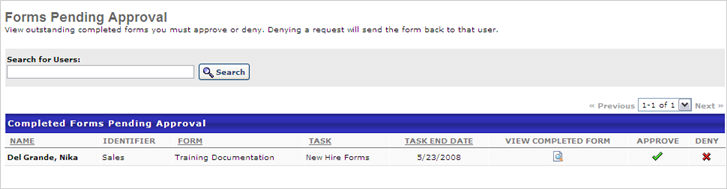 Forms Pending Approval
View outstanding completed forms you must approve or deny. Denying a request will send the form back to that user.
Search for Users:
Search
« Previous 1-1 of 1 Next »
Completed Forms Pending Approval
NAME IDENTIFIER FORM TASK TASK END DATE VIEW COMPLETED FORM APPROVE DENY
Del Grande, Nika Sales Training Documentation New Hire Forms 5/23/2008